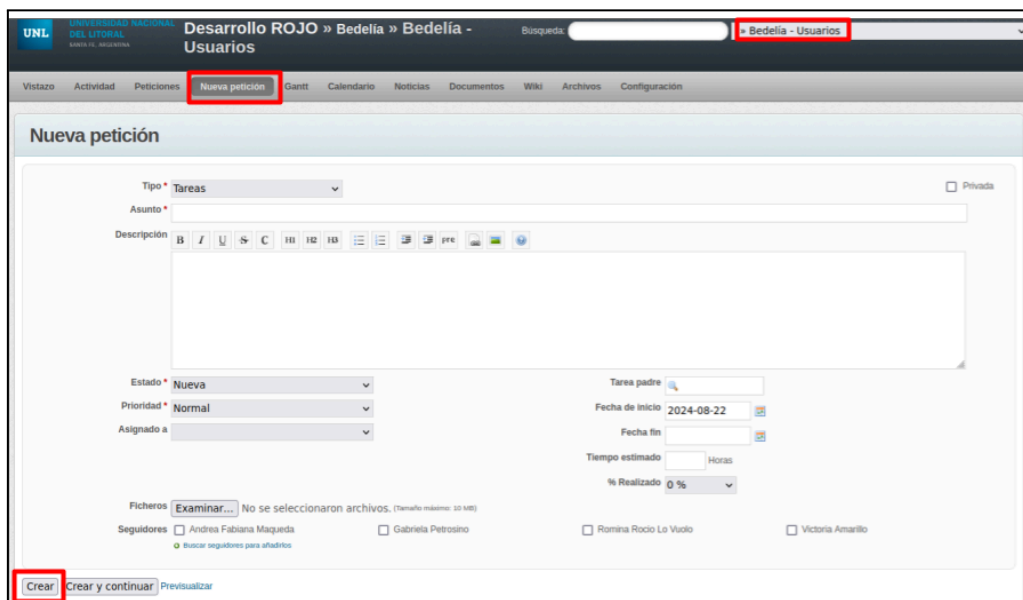 UNL UNIVERSIDAD NACIONAL DEL LITORAL
SANTA FE, ARGENTINA
Desarrollo ROJO » Bedelía » Bedelía - Usuarios
Búsqueda: » Bedelía - Usuarios
Vistazo Actividad Peticiones Nueva petición Gantt Calendario Noticias Documentos Wiki Archivos Configuración
Nueva petición
Tipo * Tareas Privada
Asunto *
Descripción B I U S C H1 H2 H3 pre
Estado * Nueva Tarea padre
Prioridad * Normal Fecha de inicio 2024-08-22
Asignado a Fecha fin
Tiempo estimado Horas
% Realizado 0 %
Ficheros Examinar... No se seleccionaron archivos. (Tamaño máximo: 10 MB)
Seguidores Andrea Fabiana Maqueda Gabriela Petrosino Romina Rocio Lo Vuolo Victoria Amarillo
Buscar seguidores para añadirlos
Crear Crear y continuar Previsualizar